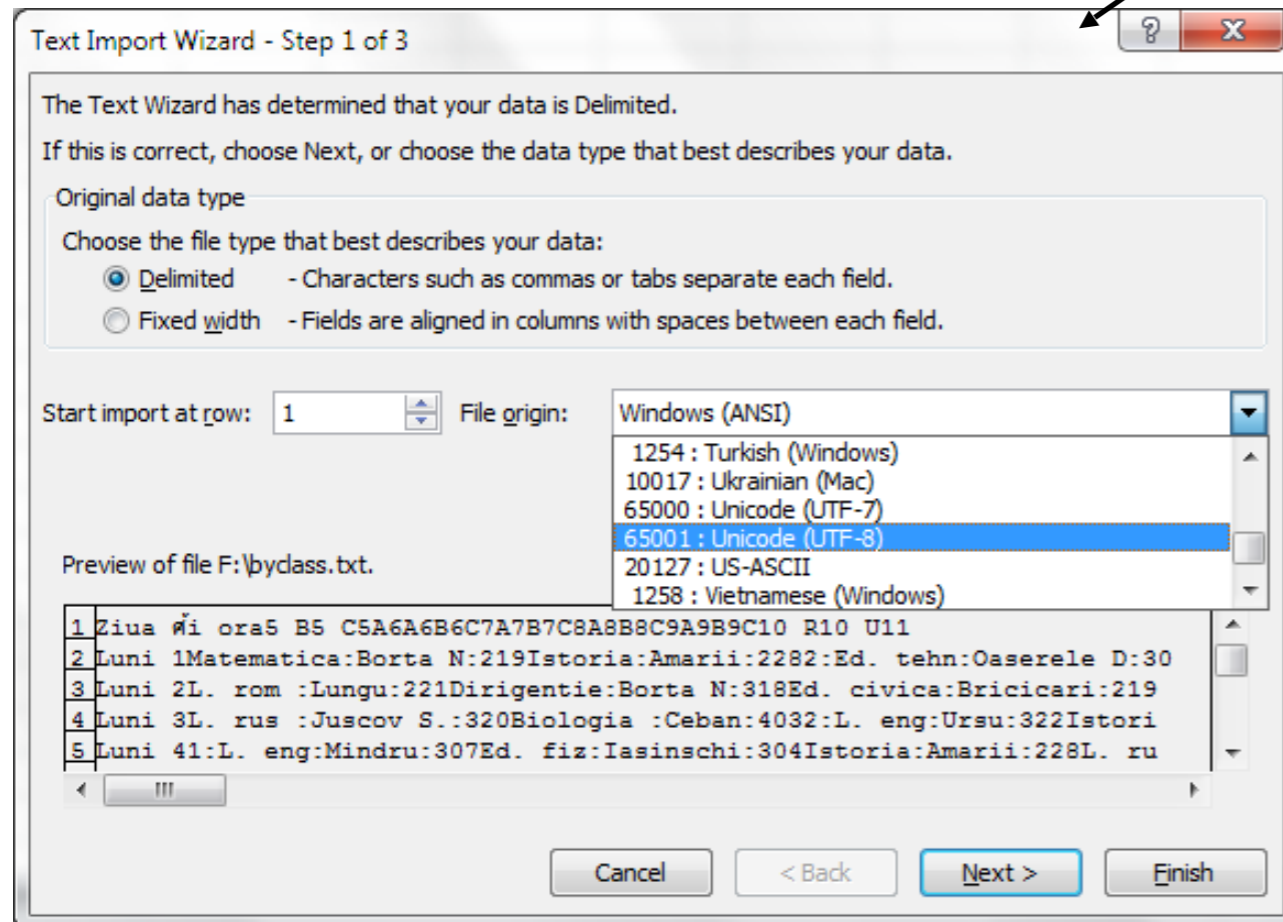 Text Import Wizard - Step 1 of 3
The Text Wizard has determined that your data is Delimited.
If this is correct, choose Next, or choose the data type that best describes your data.
Original data type
Choose the file type that best describes your data:
Delimited - Characters such as commas or tabs separate each field.
Fixed width - Fields are aligned in columns with spaces between each field.
Start import at row: 1 File origin: Windows (ANSI)
1254 : Turkish (Windows)
10017 : Ukrainian (Mac)
65000 : Unicode (UTF-7)
65001 : Unicode (UTF-8)
20127 : US-ASCII
1258 : Vietnamese (Windows)
Preview of file F:\byclass.txt.
1 Ziua ศ้i ora5 B5 C5A6A6B6C7A7B7C8A8B8C9A9B9C10 R10 U11
2 Luni 1Matematica:Borta N:219Istoria:Amarii:2282:Ed. tehn:Oaserele D:30
3 Luni 2L. rom :Lungu:221Dirigentie:Borta N:318Ed. civica:Bricicari:219
4 Luni 3L. rus :Juscov S.:320Biologia :Ceban:4032:L. eng:Ursu:322Istori
5 Luni 41:L. eng:Mindru:307Ed. fiz:Iasinschi:304Istoria:Amarii:228L. ru
Cancel < Back Next > Finish